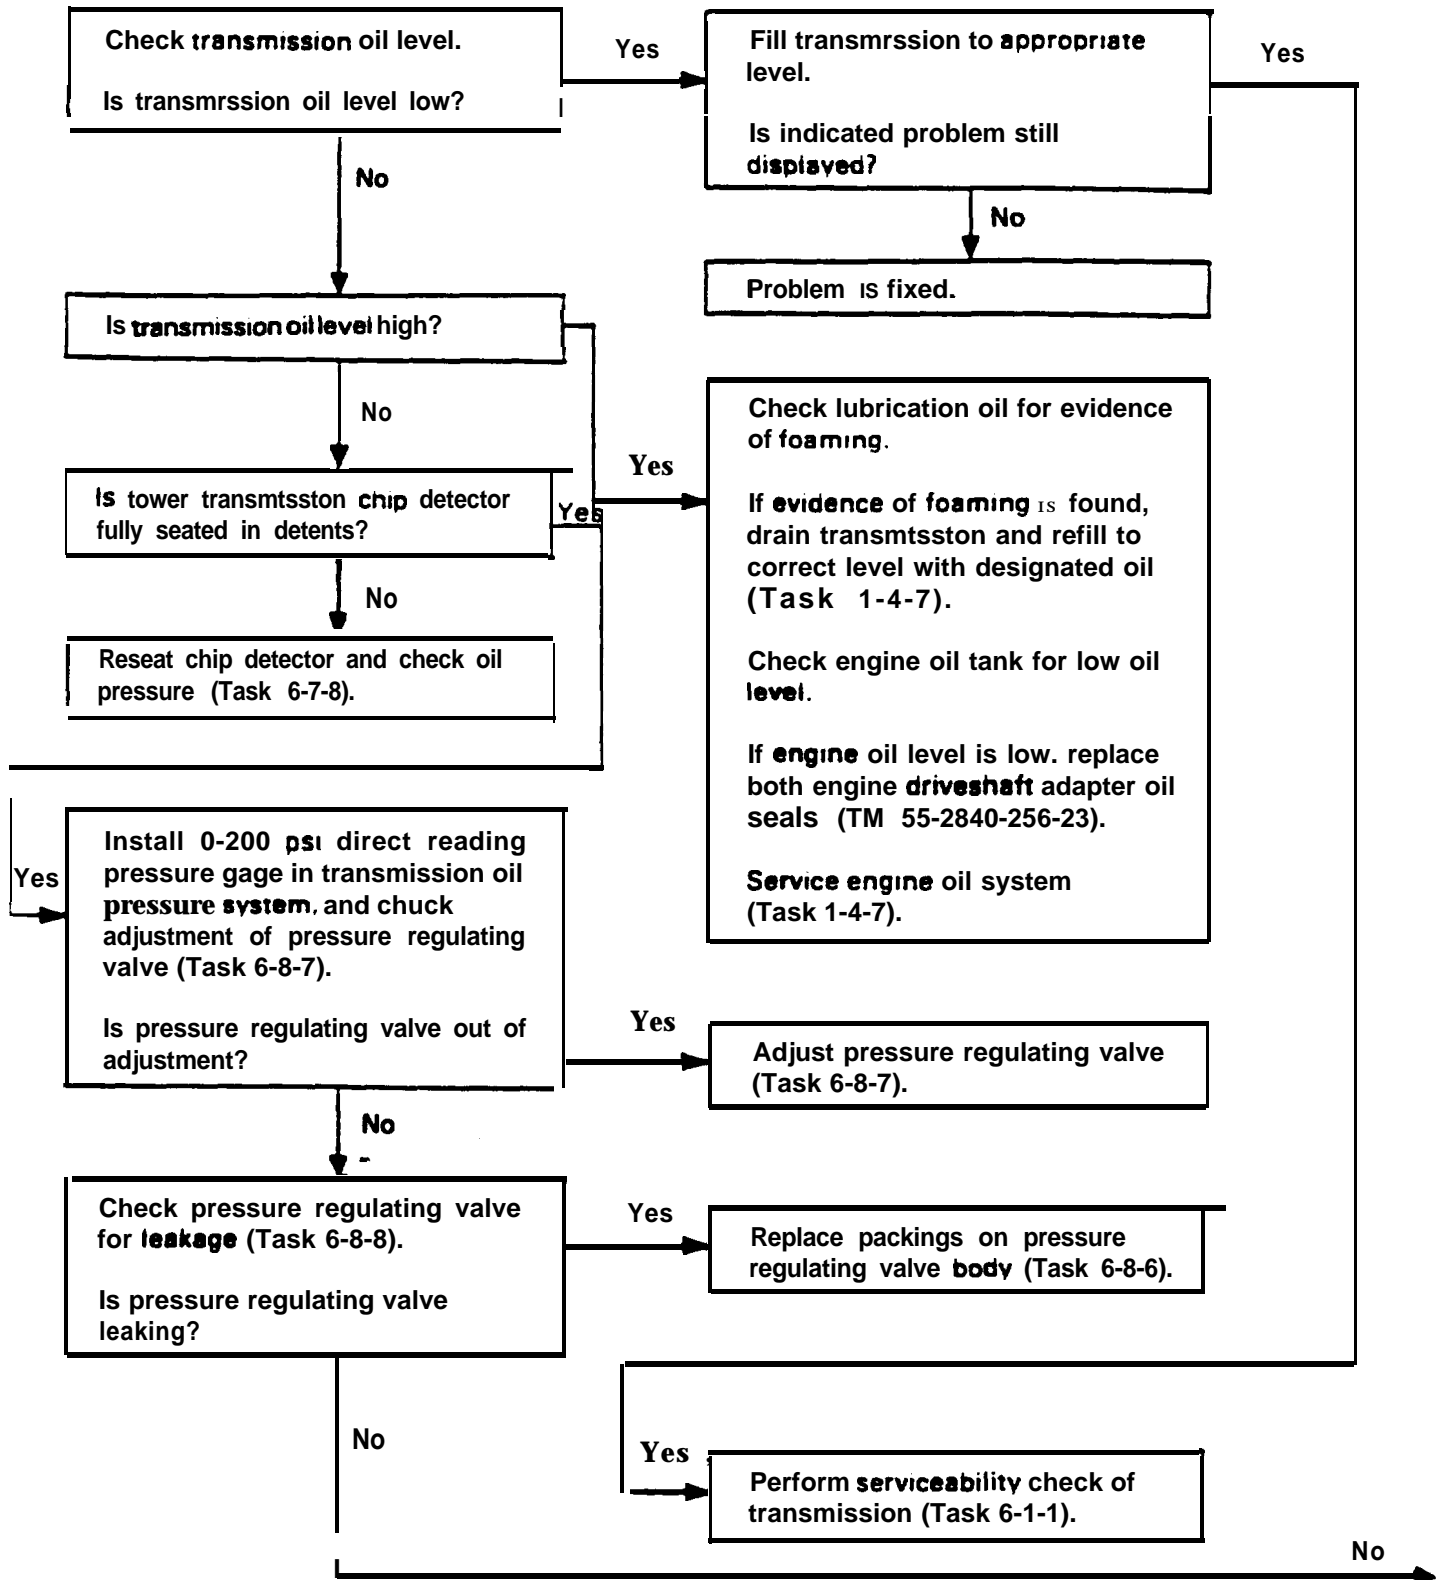 Check transmission oil level.
Is transmrssion oil level low?
Yes
Fill transmrssion to appropriate
level.
Is indicated problem still
displayed?
Yes
No
No
Problem IS fixed.
Is transmission oil level high?
No
Yes
Check lubrication oil for evidence
of foaming.
If evidence of foaming IS found,
drain transmtsston and refill to
correct level with designated oil
(Task 1-4-7).
Check engine oil tank for low oil
level.
If engine oil level is low. replace
both engine driveshaft adapter oil
seals (TM 55-2840-256-23).
Service engine oil system
(Task 1-4-7).
Is tower transmtsston chip detector
fully seated in detents?
Yes
No
Reseat chip detector and check oil
pressure (Task 6-7-8).
Yes
Install 0-200 psi direct reading
pressure gage in transmission oil
pressure system, and chuck
adjustment of pressure regulating
valve (Task 6-8-7).
Is pressure regulating valve out of
adjustment?
Yes
Adjust pressure regulating valve
(Task 6-8-7).
No
Check pressure regulating valve
for leakage (Task 6-8-8).
Is pressure regulating valve
leaking?
Yes
Replace packings on pressure
regulating valve body (Task 6-8-6).
No
Yes
Perform serviceability check of
transmission (Task 6-1-1).
No